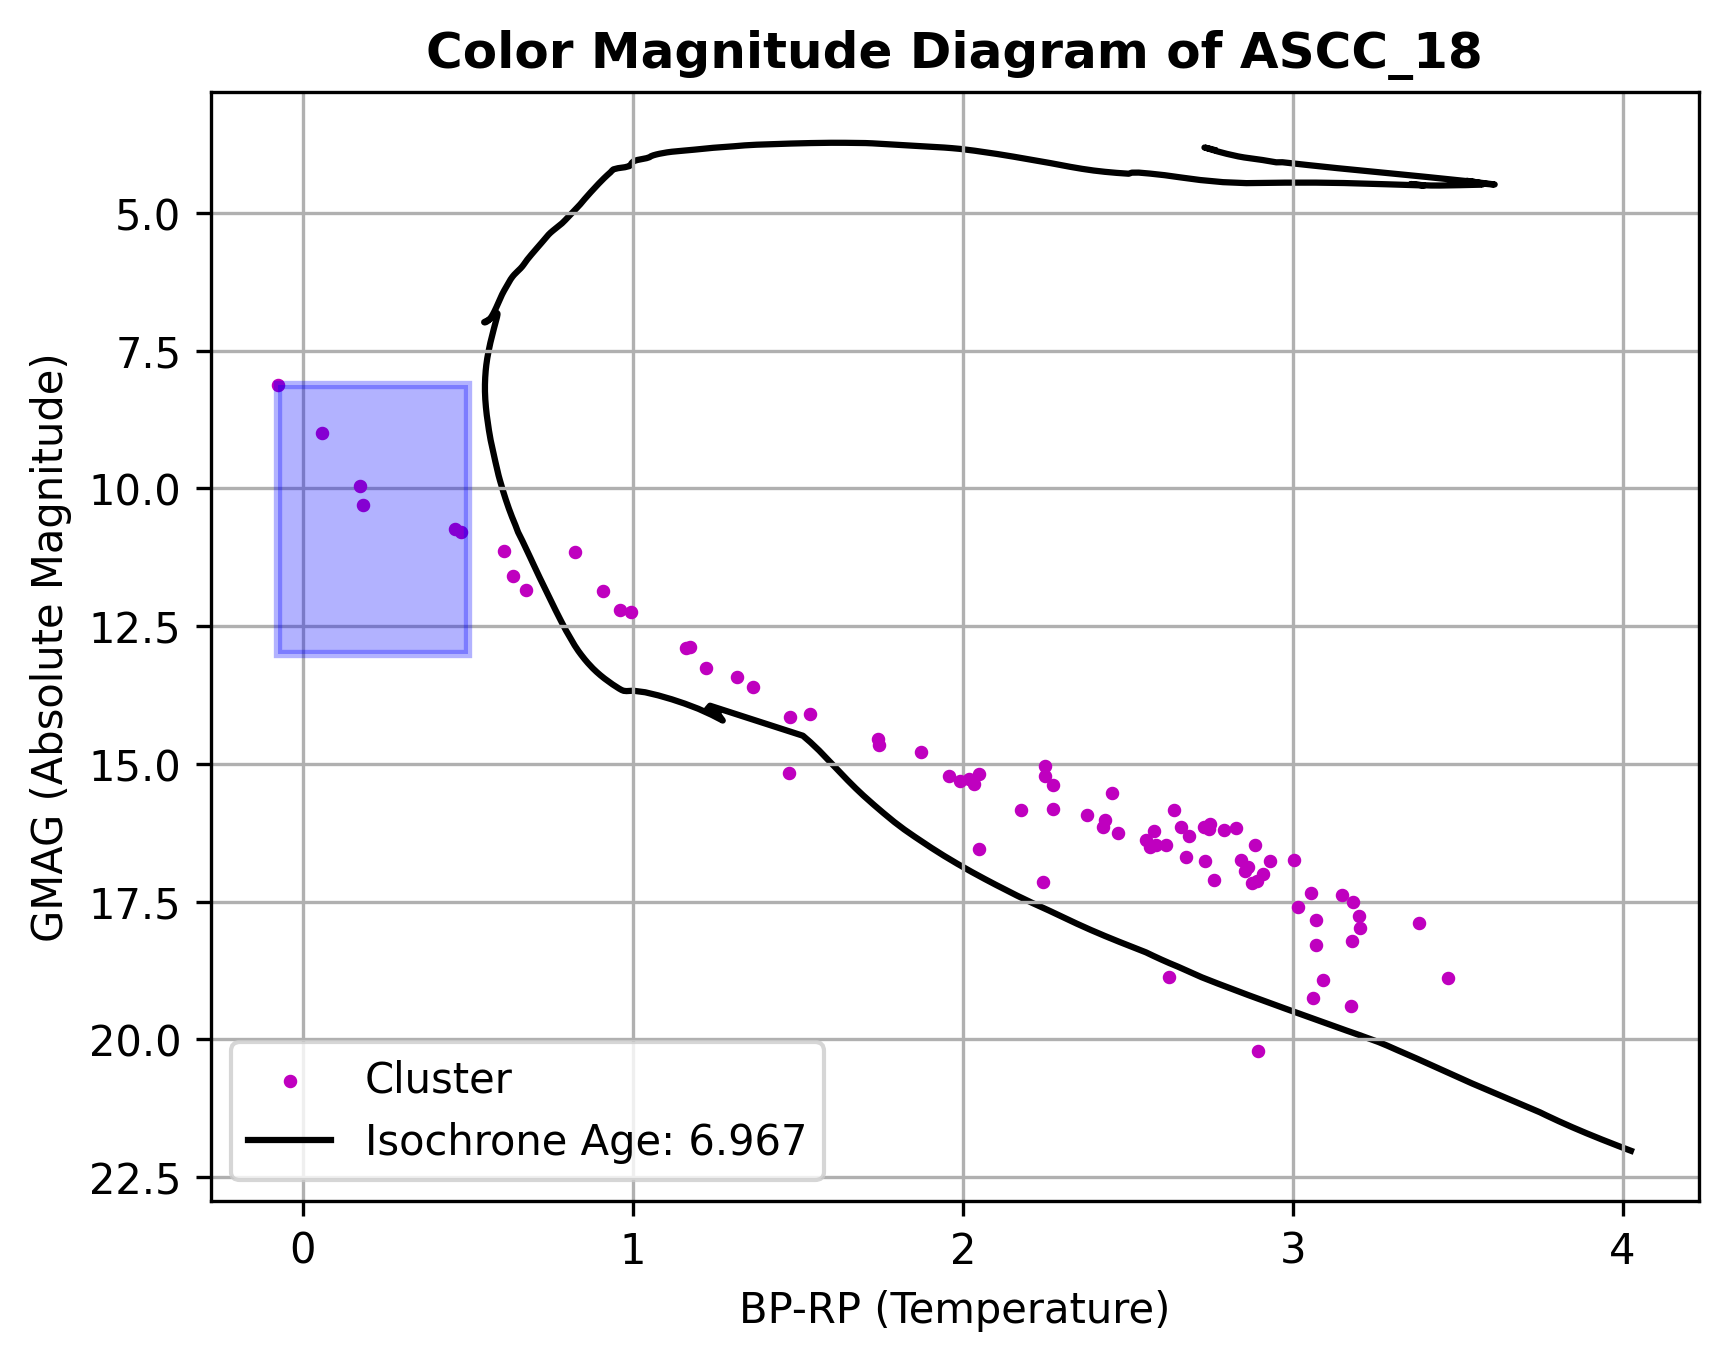 Color Magnitude Diagram of ASCC_18
GMAG (Absolute Magnitude)
5.0
7.5
10.0
12.5
15.0
17.5
20.0
22.5
Cluster
Isochrone Age: 6.967
0 1 2 3 4
BP-RP (Temperature)